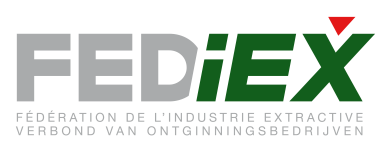 FEDiEX
FÉDÉRATION DE L'INDUSTRIE EXTRACTIVE
VERBOND VAN ONTGINNINGSBEDRIJVEN